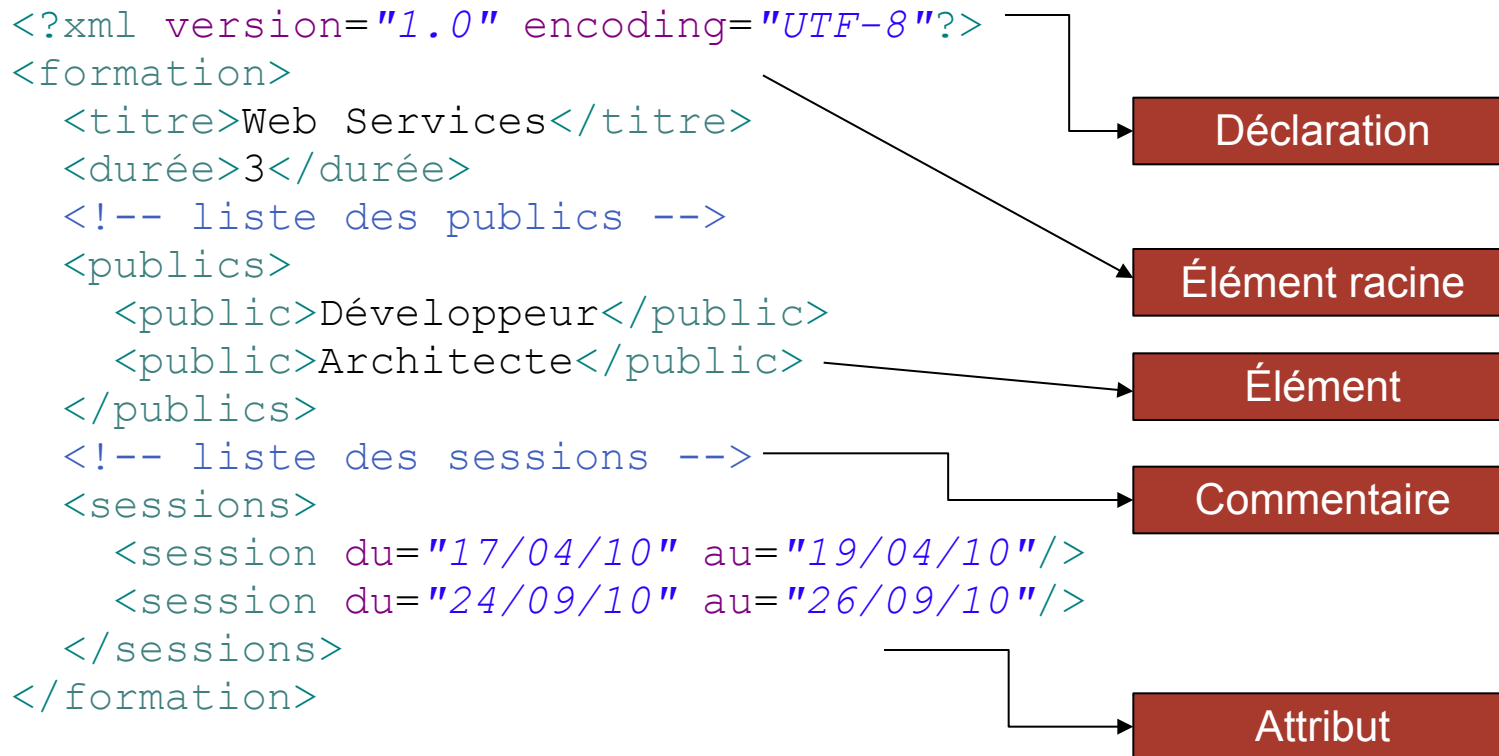 <?xml version="1.0" encoding="UTF-8"?>
<formation>
  <titre>Web Services</titre>
  <durée>3</durée>
  <!-- liste des publics -->
  <publics>
    <public>Développeur</public>
    <public>Architecte</public>
  </publics>
  <!-- liste des sessions -->
  <sessions>
    <session du="17/04/10" au="19/04/10"/>
    <session du="24/09/10" au="26/09/10"/>
  </sessions>
</formation>
Déclaration
Élément racine
Élément
Commentaire
Attribut